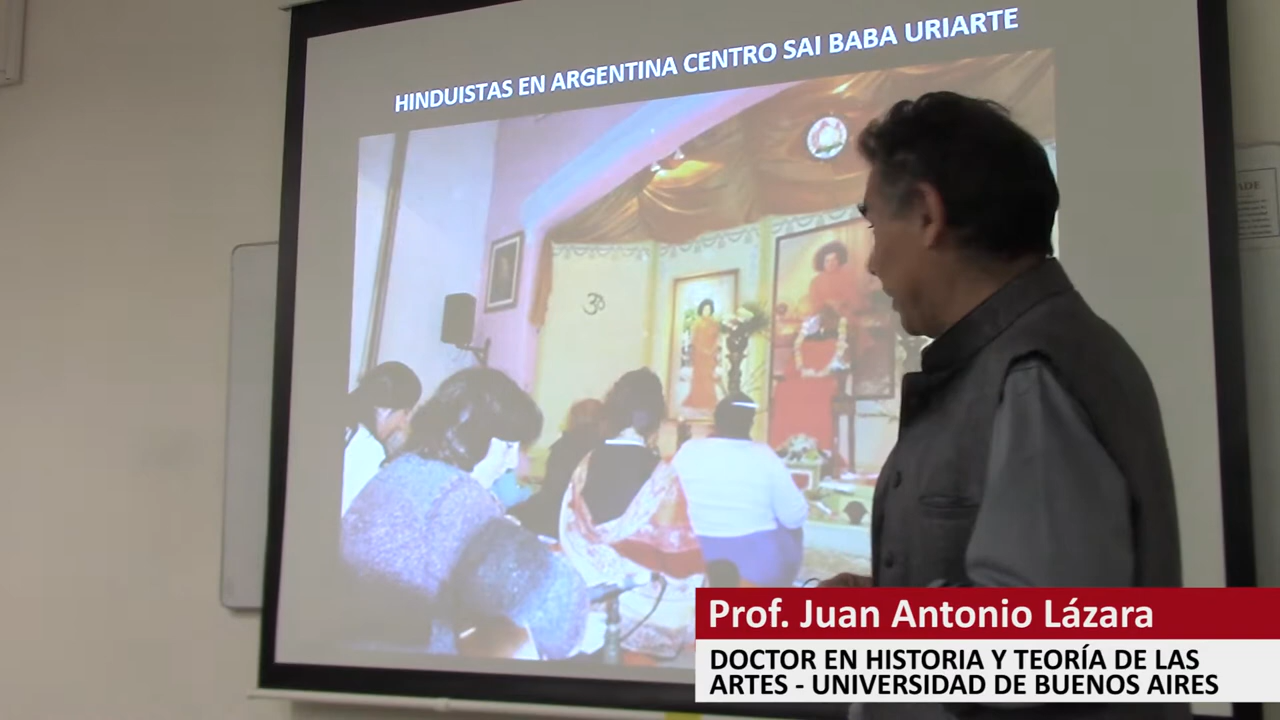 HINDUISTAS EN ARGENTINA CENTRO SAI BABA URIARTE
ॐ
Prof. Juan Antonio Lázara
DOCTOR EN HISTORIA Y TEORÍA DE LAS
ARTES - UNIVERSIDAD DE BUENOS AIRES